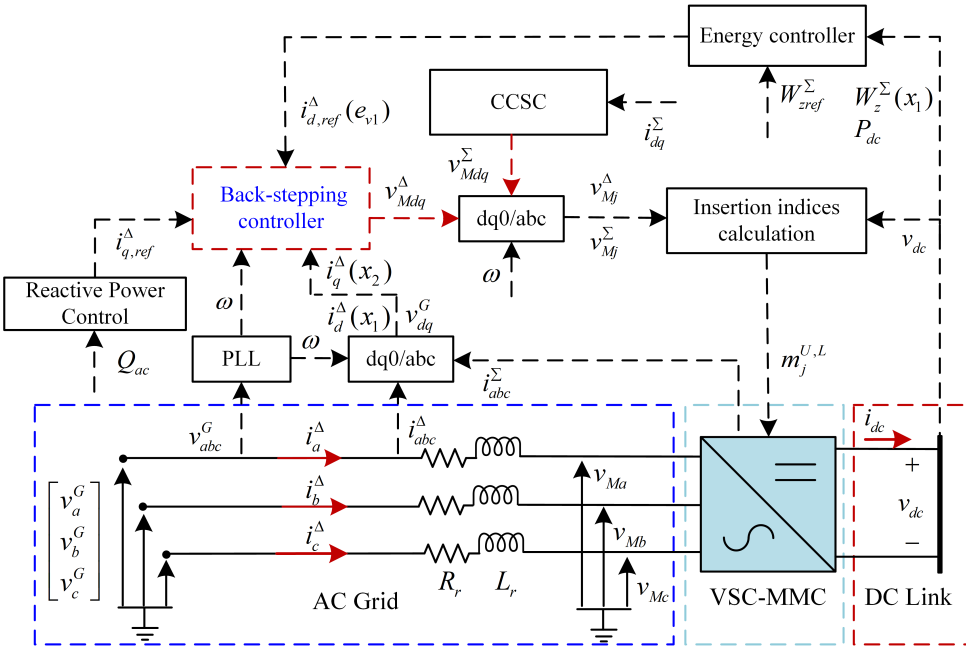 Energy controller
CCSC
i_{d,ref}^Δ(e_{v1})
W_{zref}^Σ
W_z^Σ(x_1)
P_{dc}
i_{dq}^Σ
v_{Mdq}^Σ
Back-stepping
controller
v_{Mdq}^Δ
dq0/abc
v_{Mj}^Δ
v_{Mj}^Σ
Insertion indices
calculation
v_{dc}
i_{q,ref}^Δ
ω
i_q^Δ(x_2)
i_d^Δ(x_1)
v_{dq}^G
Reactive Power
Control
ω
ω
Q_{ac}
PLL
dq0/abc
i_{abc}^Σ
m_j^{U,L}
v_{abc}^G
i_a^Δ
i_{abc}^Δ
i_{dc}
v_a^G
v_b^G
v_c^G
i_b^Δ
i_c^Δ
v_{Ma}
v_{Mb}
v_{Mc}
+
v_{dc}
−
R_r
L_r
AC Grid
VSC-MMC
DC Link